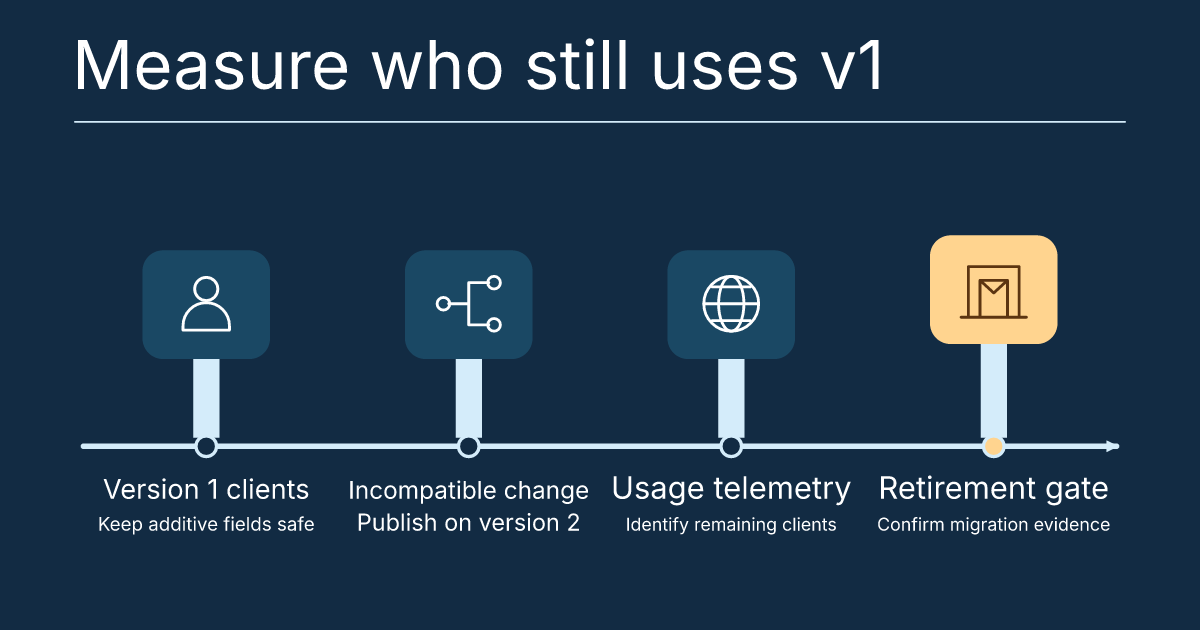 Measure who still uses v1
Version 1 clients
Keep additive fields safe
Incompatible change
Publish on version 2
Usage telemetry
Identify remaining clients
Retirement gate
Confirm migration evidence